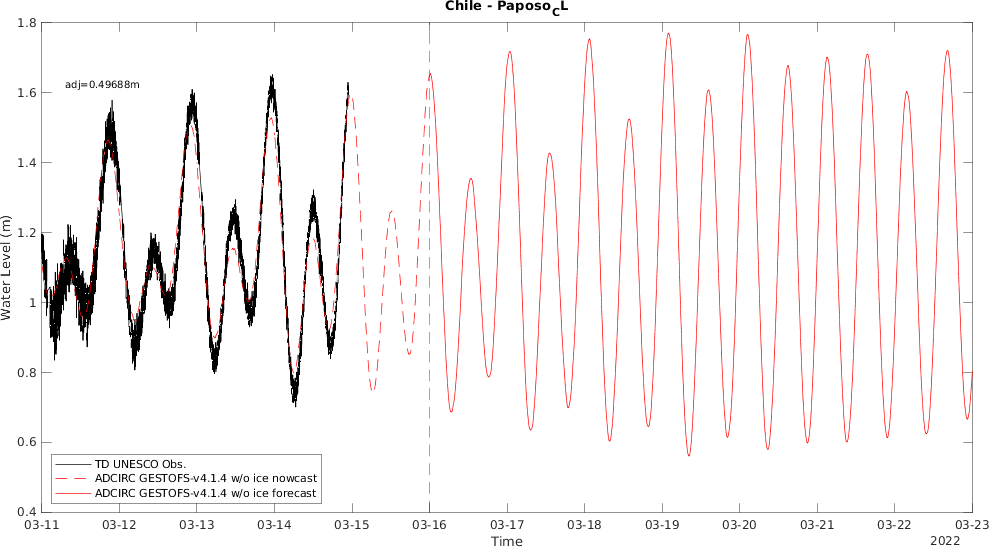 Chile - Paposo_CL
1.8
1.6
1.4
1.2
1
0.8
0.6
0.4
Water Level (m)
adj=0.49688m
TD UNESCO Obs.
ADCIRC GESTOFS-v4.1.4 w/o ice nowcast
ADCIRC GESTOFS-v4.1.4 w/o ice forecast
03-11 03-12 03-13 03-14 03-15 03-16 03-17 03-18 03-19 03-20 03-21 03-22 03-23
Time
2022